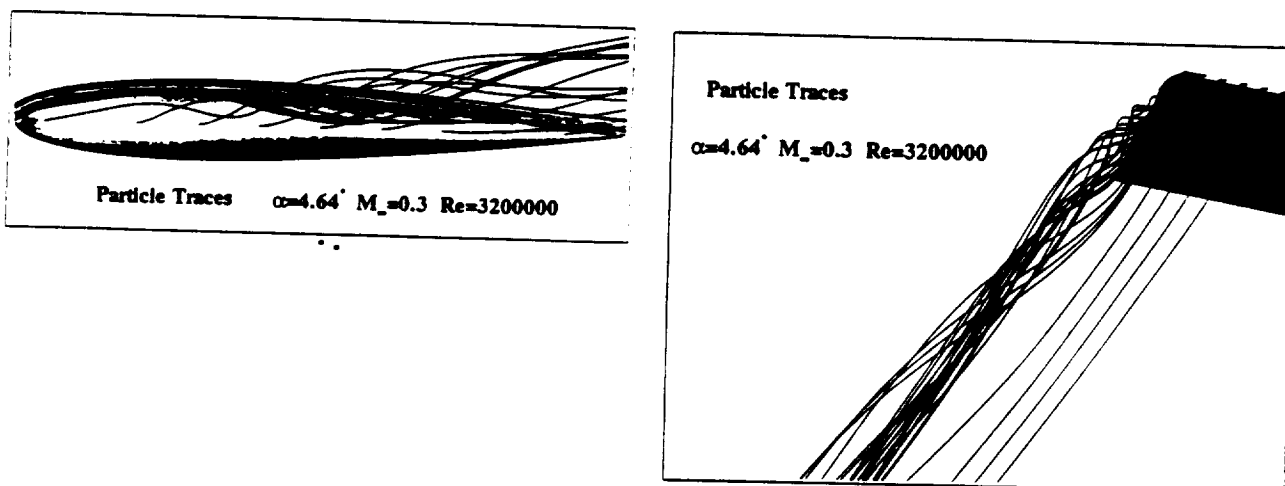 Particle Traces α=4.64° M_∞=0.3 Re=3200000
Particle Traces
α=4.64° M_∞=0.3 Re=3200000